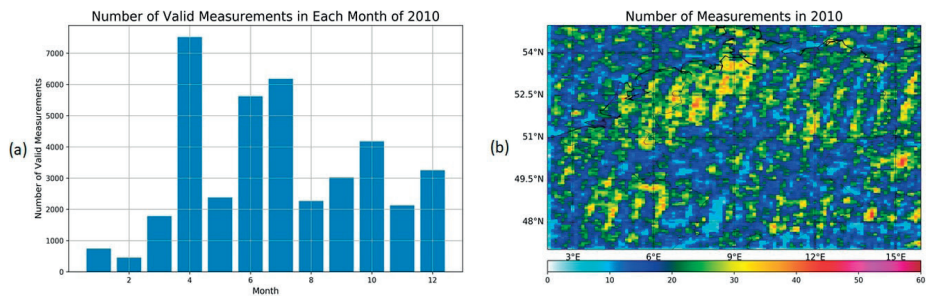 (a)
Number of Valid Measurements in Each Month of 2010
Number of Valid Measurements
7000
6000
5000
4000
3000
2000
1000
0
2
4
6
8
10
12
Month
(b)
Number of Measurements in 2010
54°N
52.5°N
51°N
49.5°N
48°N
3°E
6°E
9°E
12°E
15°E
0
10
20
30
40
50
60